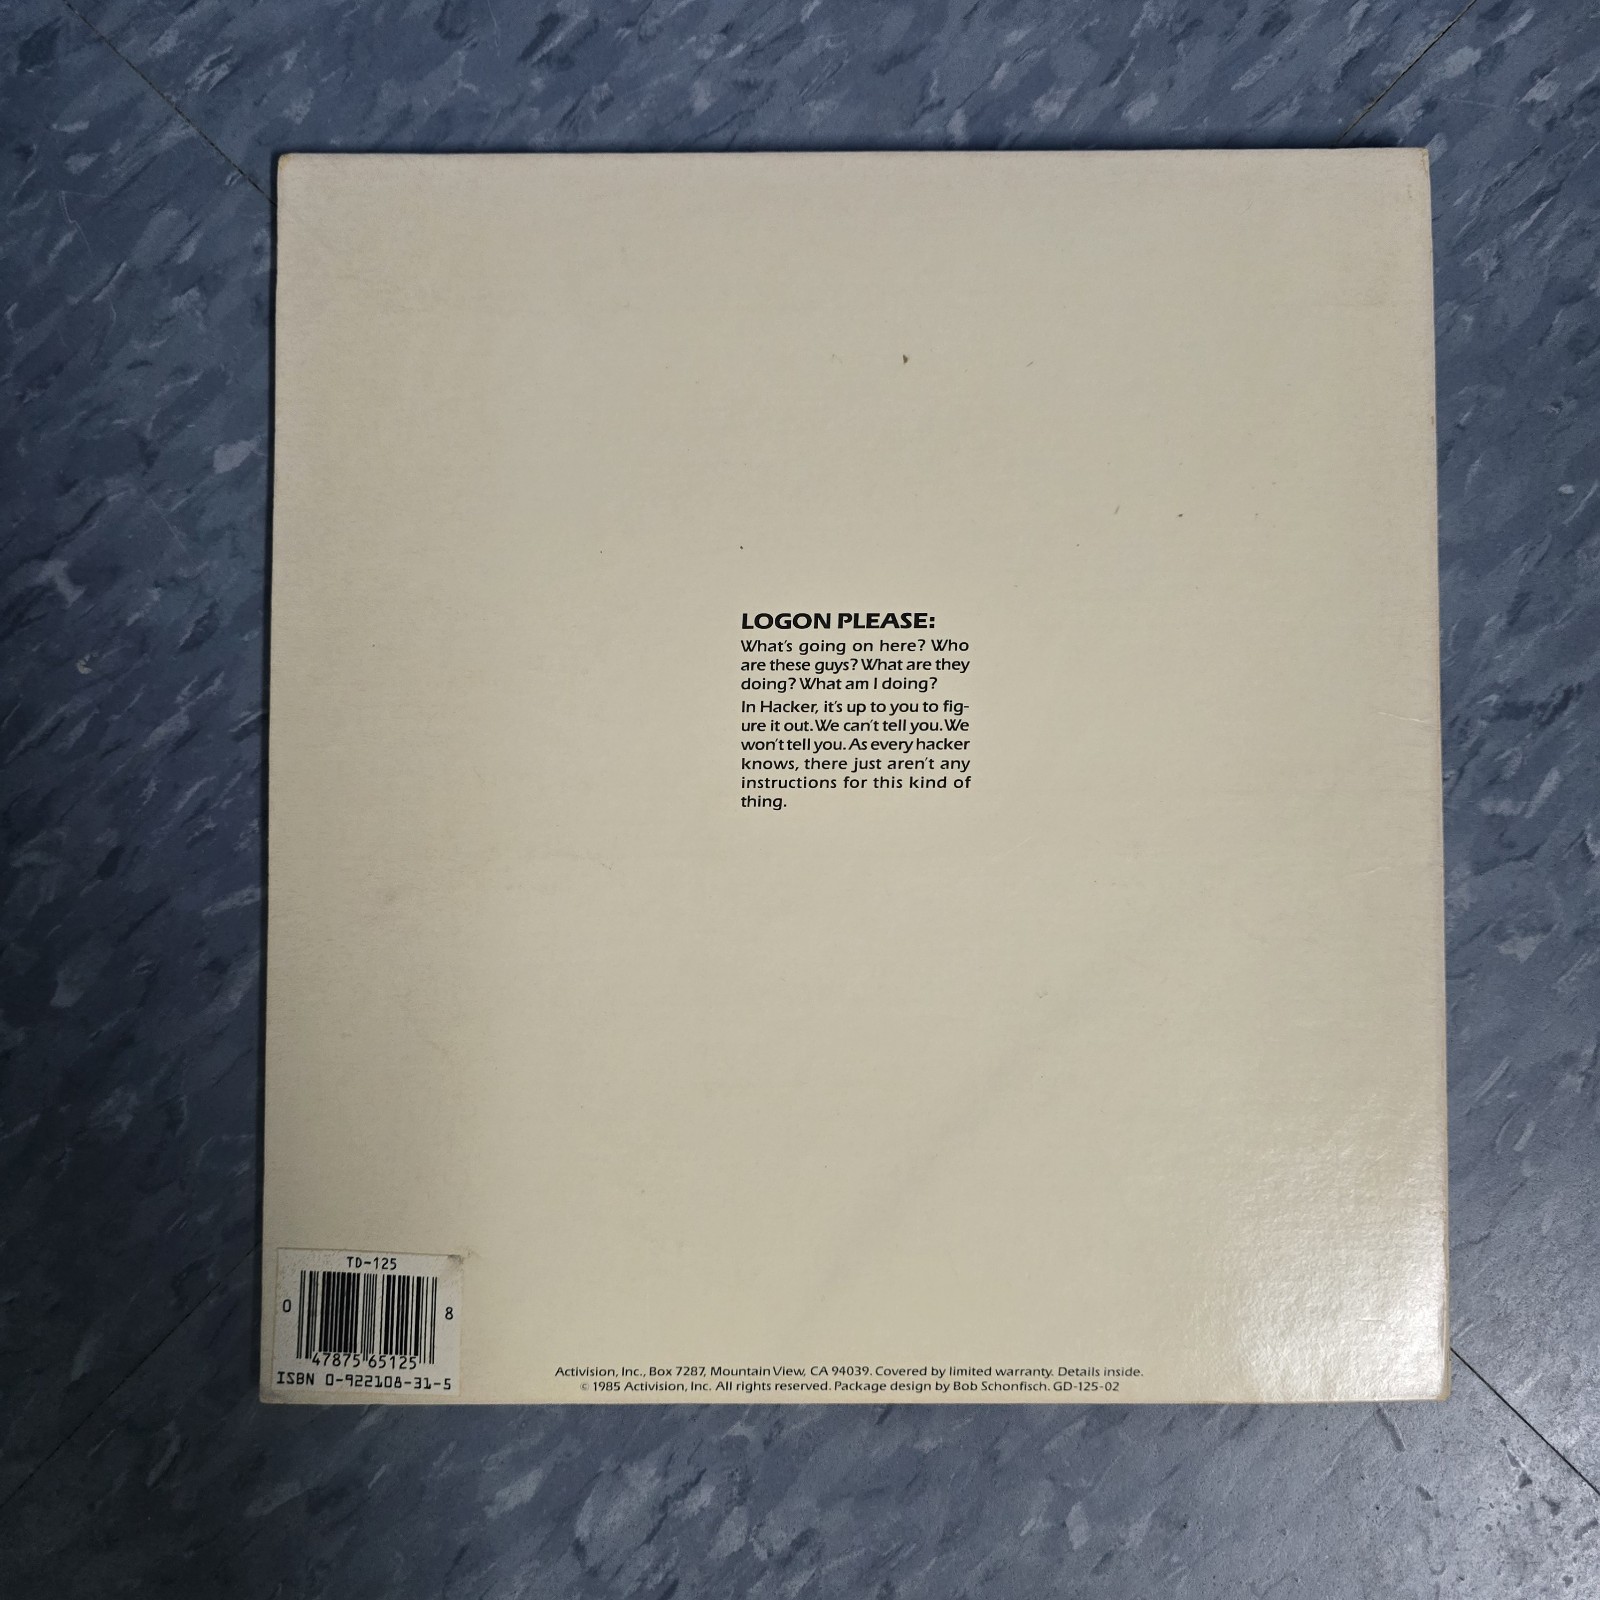 LOGON PLEASE:
What's going on here? Who
are these guys? What are they
doing? What am I doing?
In Hacker, it's up to you to fig-
ure it out. We can't tell you. We
won't tell you. As every hacker
knows, there just aren't any
instructions for this kind of
thing.
TD-125
0 8
47875 65125
ISBN 0-922108-31-5
Activision, Inc., Box 7287, Mountain View, CA 94039. Covered by limited warranty. Details inside.
© 1985 Activision, Inc. All rights reserved. Package design by Bob Schonfisch. GD-125-02